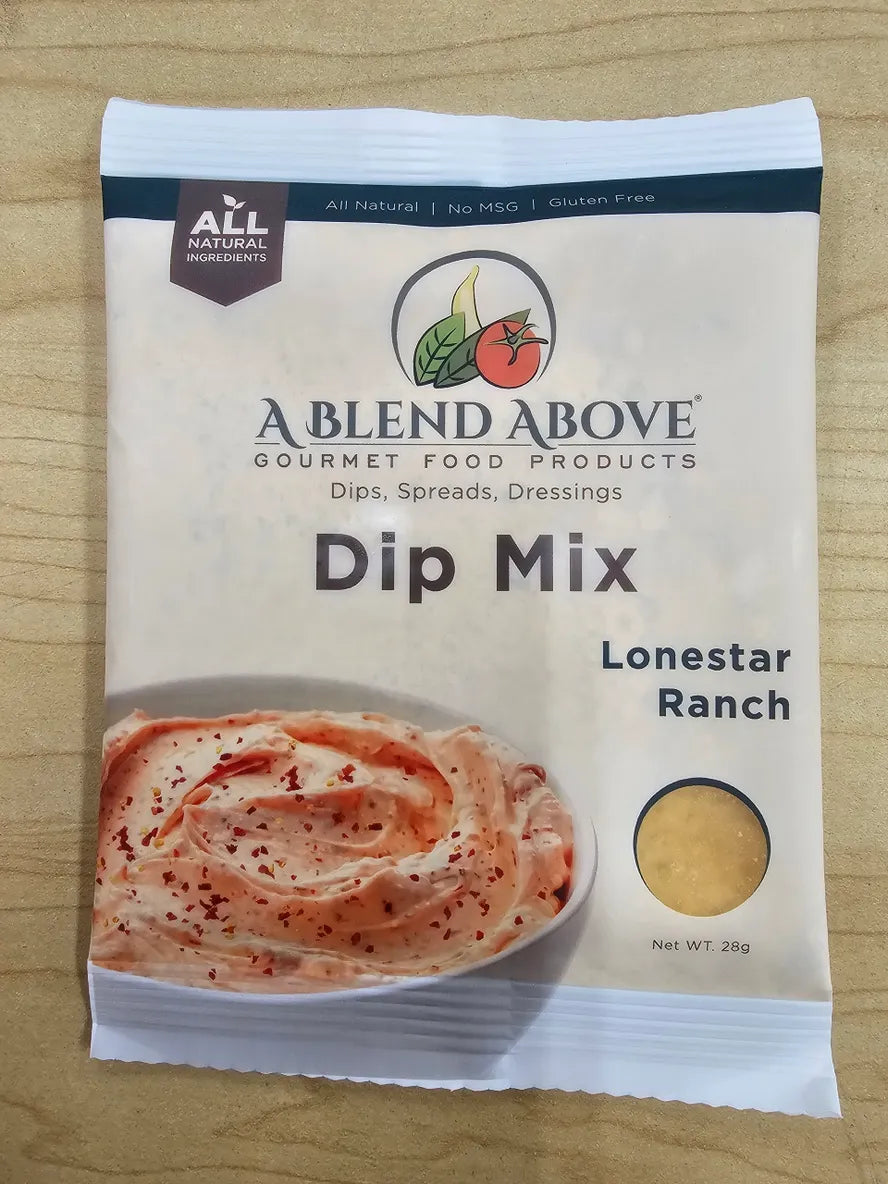 All Natural | No MSG | Gluten Free
ALL
NATURAL
INGREDIENTS
A BLEND ABOVE®
GOURMET FOOD PRODUCTS
Dips, Spreads, Dressings
Dip Mix
Lonestar
Ranch
Net WT. 28g